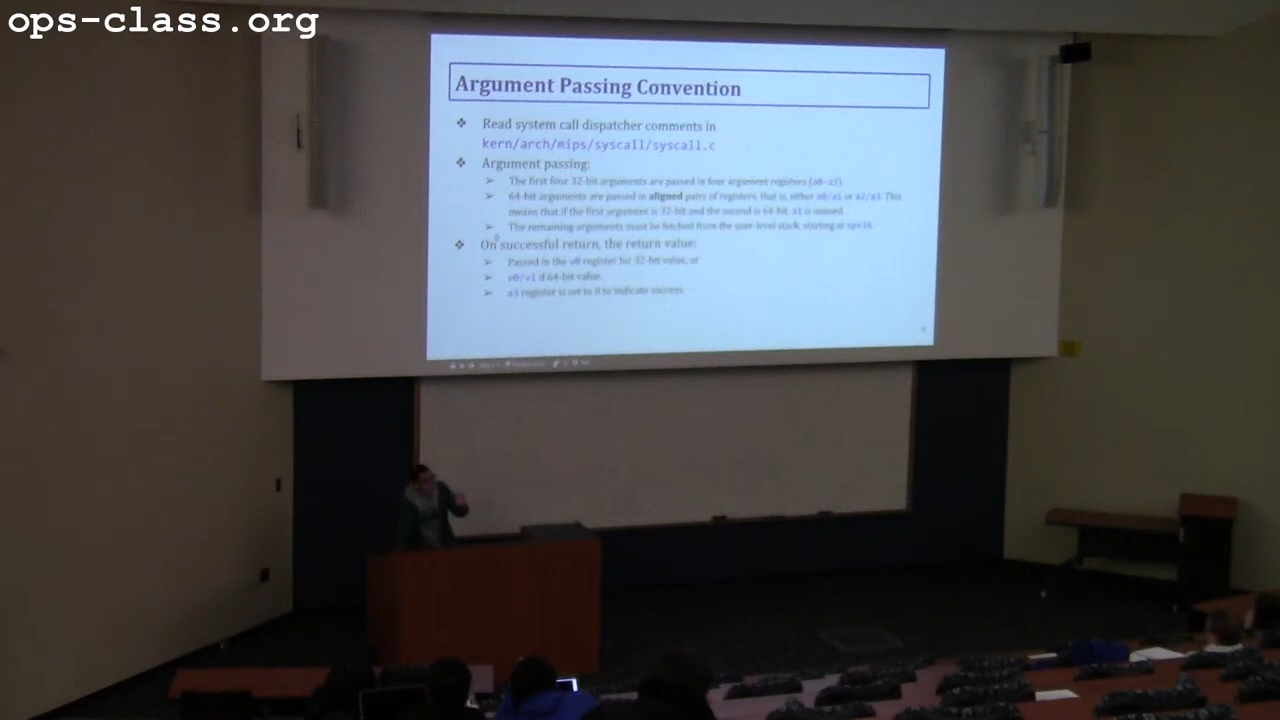 ops-class.org
Argument Passing Convention
❖ Read system call dispatcher comments in
kern/arch/mips/syscall/syscall.c
❖ Argument passing:
➢ The first four 32-bit arguments are passed in four argument registers (a0-a3)
➢ 64-bit arguments are passed in aligned pairs of registers, that is, either a0/a1 or a2/a3. This
means that if the first argument is 32-bit and the second is 64-bit, a1 is unused.
➢ The remaining arguments must be fetched from the user-level stack, starting at sp+16.
❖ On successful return, the return value:
➢ Passed in the v0 register for 32-bit value, or
➢ v0/v1 if 64-bit value.
➢ a3 register is set to 0 to indicate success.